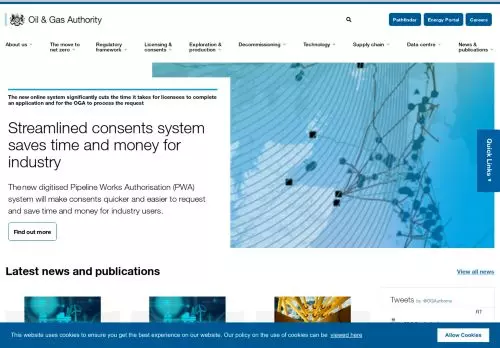 Oil & Gas Authority
Pathfinder
Energy Portal
Careers
About us
The move to
net zero
Regulatory
framework
Licensing &
consents
Exploration &
production
Decommissioning
Technology
Supply chain
Data centre
News &
publications
The new online system significantly cuts the time it takes for licensees to complete
an application and for the OGA to process the request
Streamlined consents system
saves time and money for
industry
The new digitised Pipeline Works Authorisation (PWA)
system will make consents quicker and easier to request
and save time and money for industry users.
Find out more
Quick Links
Latest news and publications
View all news
Tweets by @OGAuthority
RT
This website uses cookies to ensure you get the best experience on our website. Our policy on the use of cookies can be viewed here
Allow Cookies